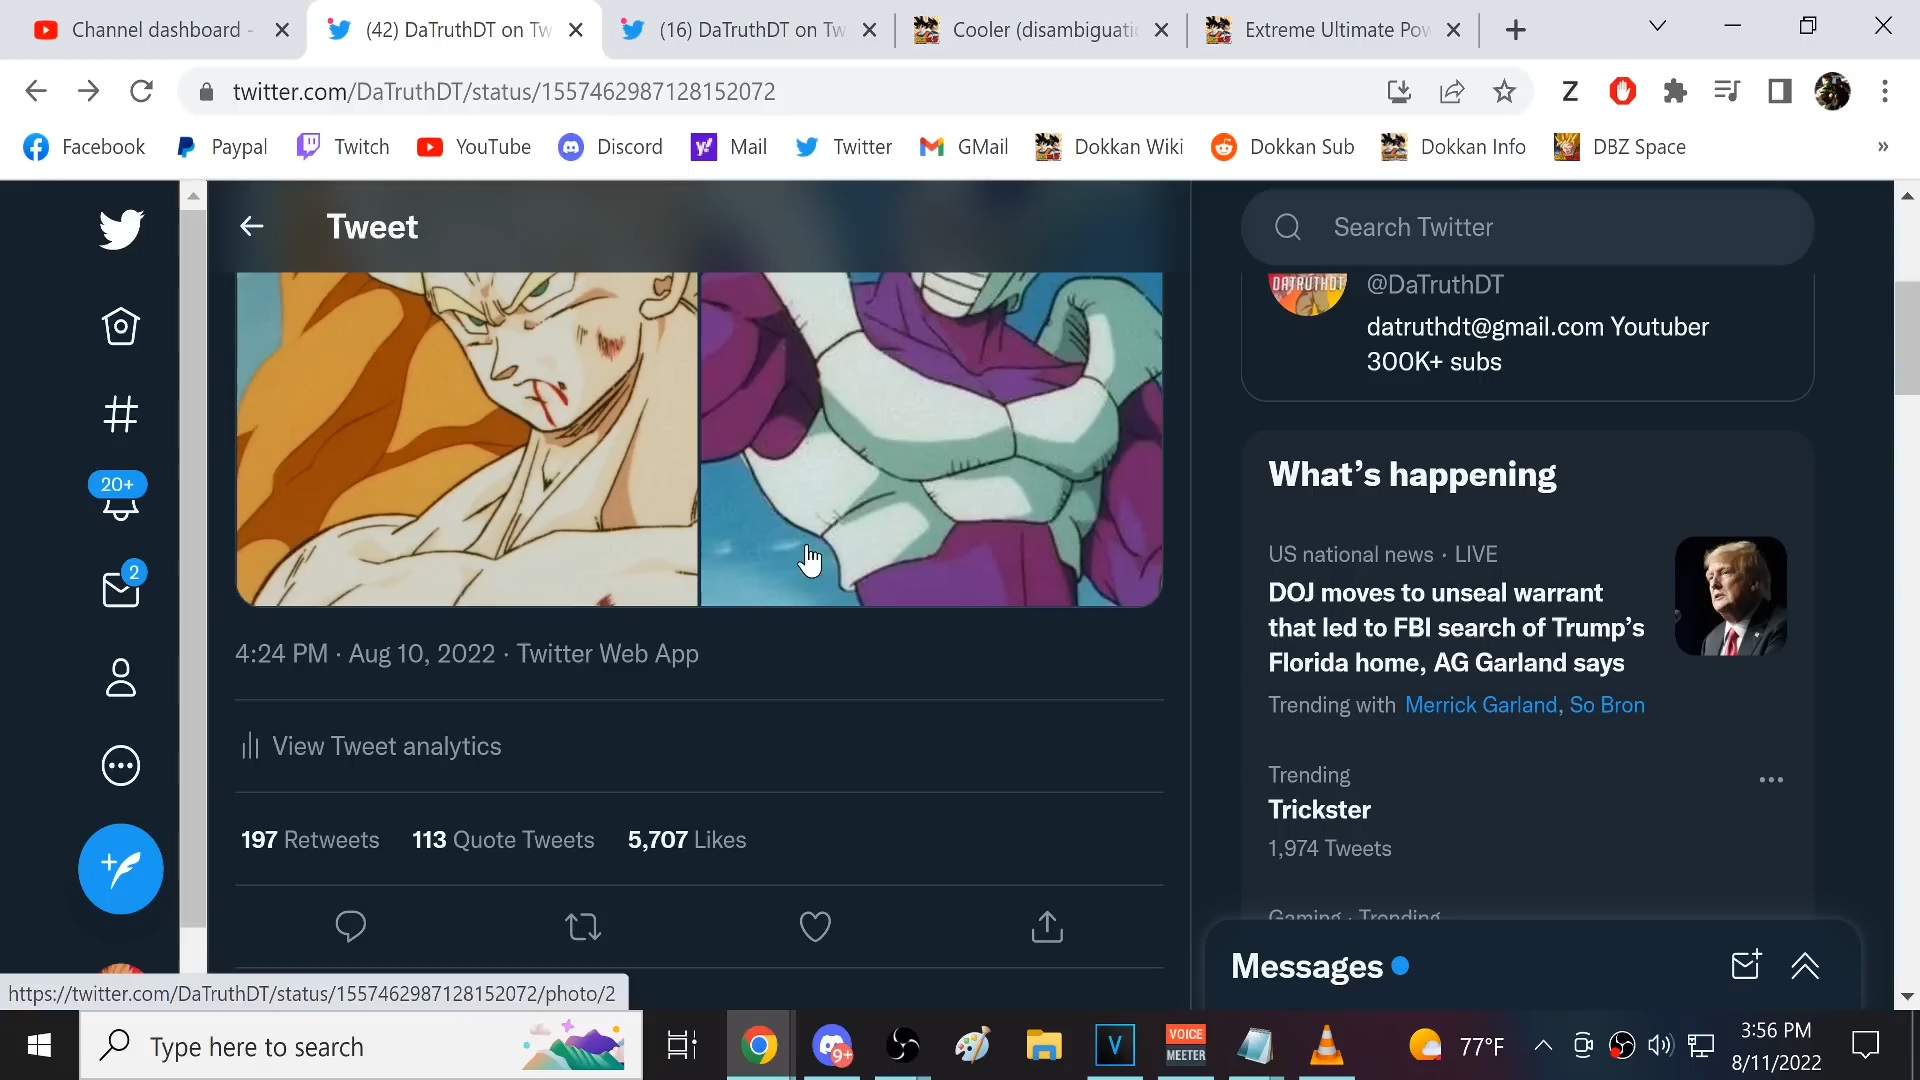 Channel dashboard -
(42) DaTruthDT on Tw
(16) DaTruthDT on Tw
Cooler (disambiguati
Extreme Ultimate Pow
twitter.com/DaTruthDT/status/1557462987128152072
Z
Facebook
Paypal
Twitch
YouTube
Discord
Mail
Twitter
GMail
Dokkan Wiki
Dokkan Sub
Dokkan Info
DBZ Space
»
Tweet
Search Twitter
DATRUTHDT
@DaTruthDT
datruthdt@gmail.com Youtuber
300K+ subs
20+
2
What's happening
US national news · LIVE
DOJ moves to unseal warrant
that led to FBI search of Trump's
Florida home, AG Garland says
Trending with Merrick Garland, So Bron
Trending
Trickster
1,974 Tweets
Gaming · Trending
4:24 PM · Aug 10, 2022 · Twitter Web App
View Tweet analytics
197 Retweets 113 Quote Tweets 5,707 Likes
Messages
https://twitter.com/DaTruthDT/status/1557462987128152072/photo/2
Type here to search
9+
V
VOICE
MEETER
77°F
3:56 PM
8/11/2022